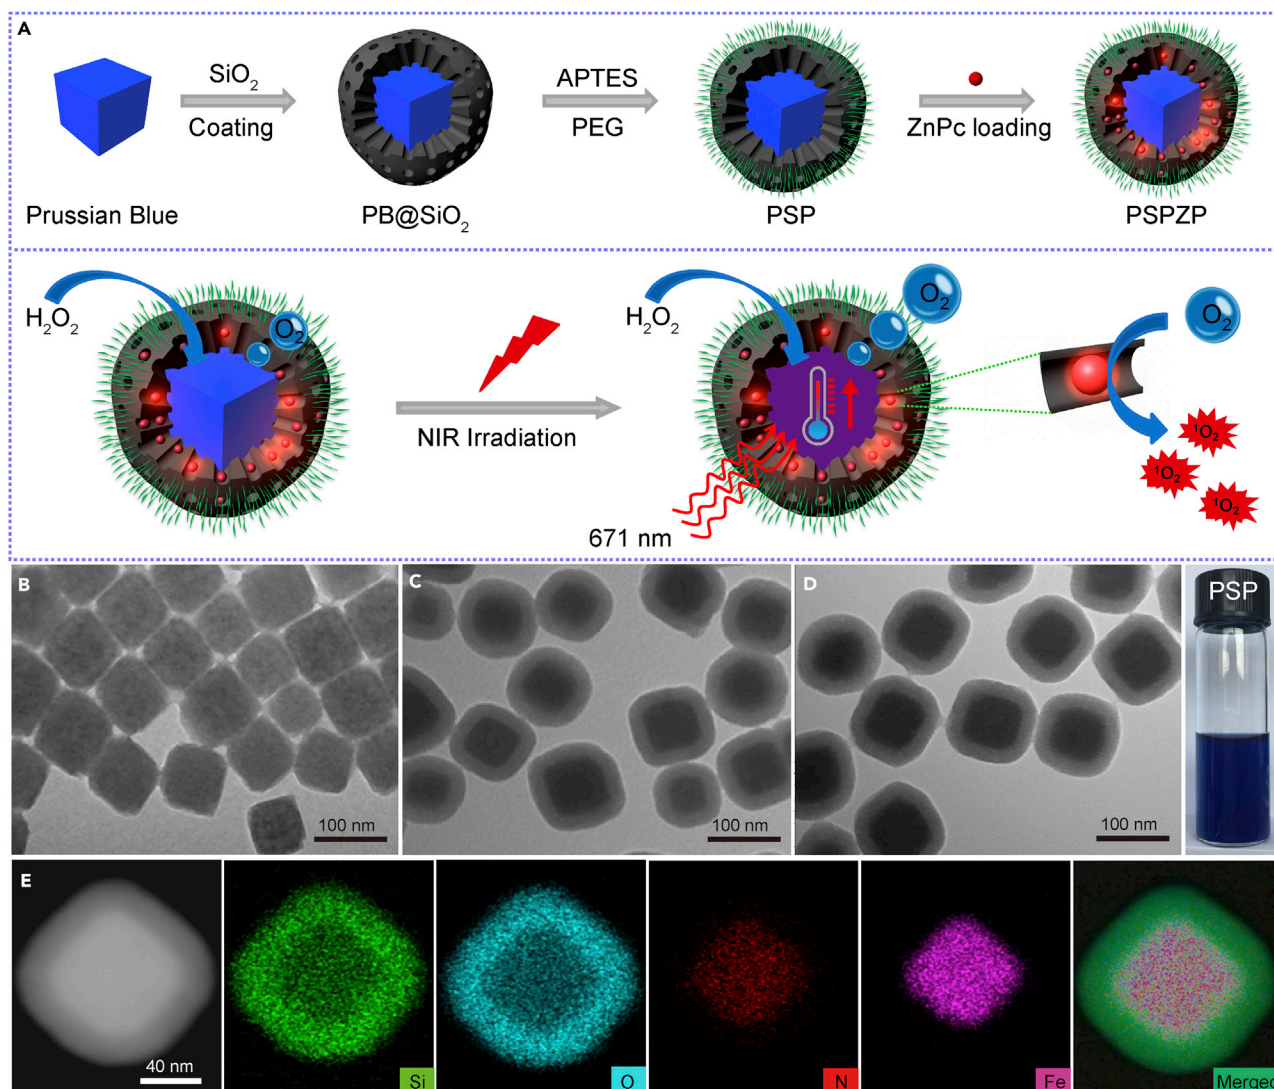 A
SiO₂
Coating
APTES
PEG
ZnPc loading
Prussian Blue
PB@SiO₂
PSP
PSPZP
H₂O₂
O₂
NIR Irradiation
H₂O₂
O₂
671 nm
O₂
¹O₂
¹O₂
¹O₂
B
100 nm
C
100 nm
D
100 nm
PSP
E
40 nm
Si
O
N
Fe
Merged